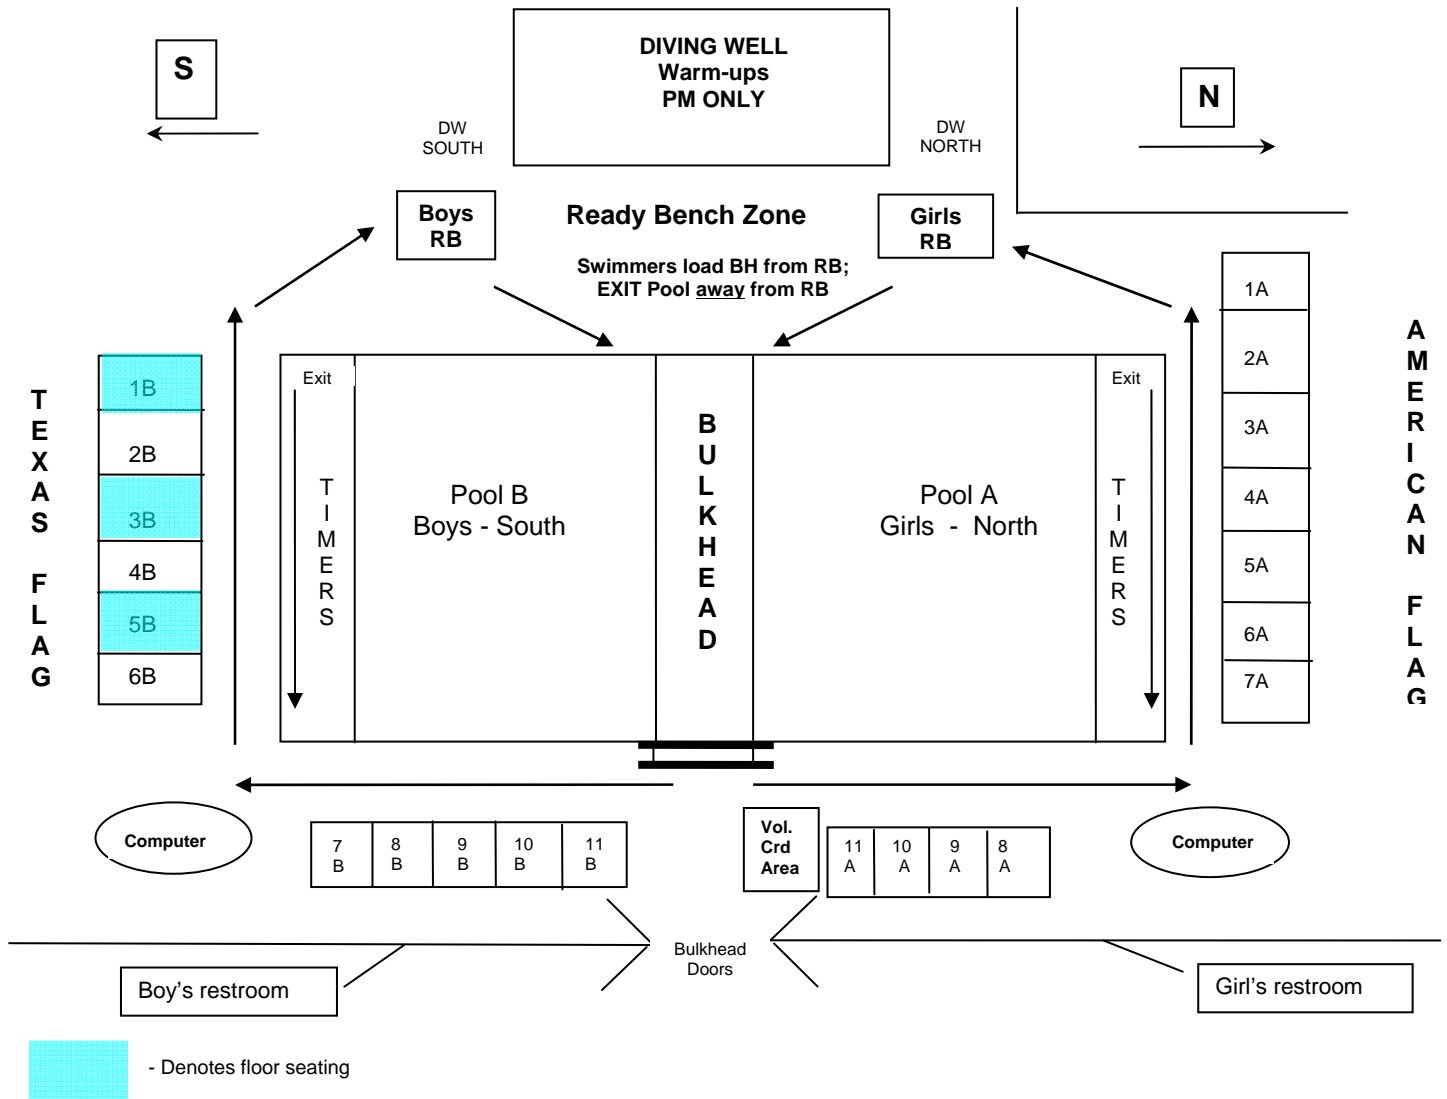 S
DIVING WELL
Warm-ups
PM ONLY
N
DW
SOUTH
DW
NORTH
Boys
RB
Ready Bench Zone
Girls
RB
Swimmers load BH from RB;
EXIT Pool away from RB
TEXAS FLAG
1B
2B
3B
4B
5B
6B
Exit
TIMERS
Pool B
Boys - South
BULKHEAD
Pool A
Girls - North
Exit
TIMERS
1A
2A
3A
4A
5A
6A
7A
AMERICAN FLAG
Computer
7
B
8
B
9
B
10
B
11
B
Vol.
Crd
Area
11
A
10
A
9
A
8
A
Computer
Bulkhead
Doors
Boy's restroom
Girl's restroom
- Denotes floor seating